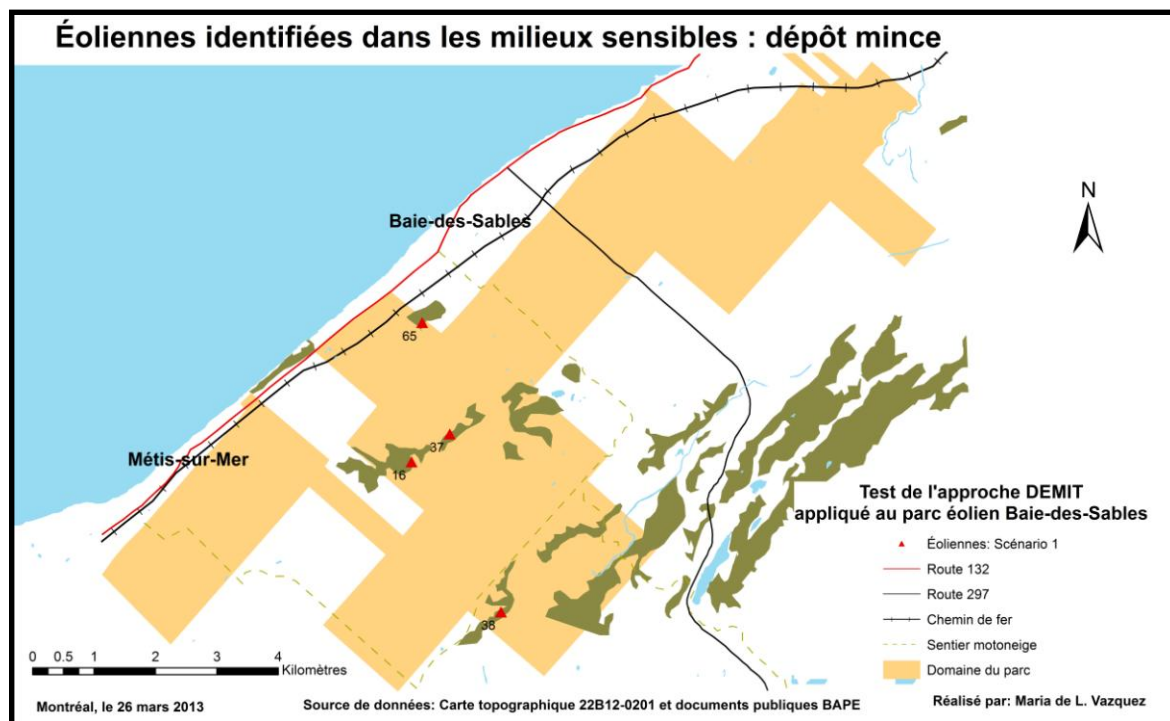 Éoliennes identifiées dans les milieux sensibles : dépôt mince
N
Baie-des-Sables
65
37
16
Métis-sur-Mer
38
Test de l'approche DEMIT
appliqué au parc éolien Baie-des-Sables
Éoliennes: Scénario 1
Route 132
Route 297
Chemin de fer
Sentier motoneige
Domaine du parc
0 0.5 1 2 3 4
Kilomètres
Montréal, le 26 mars 2013
Source de données: Carte topographique 22B12-0201 et documents publiques BAPE
Réalisé par: Maria de L. Vazquez